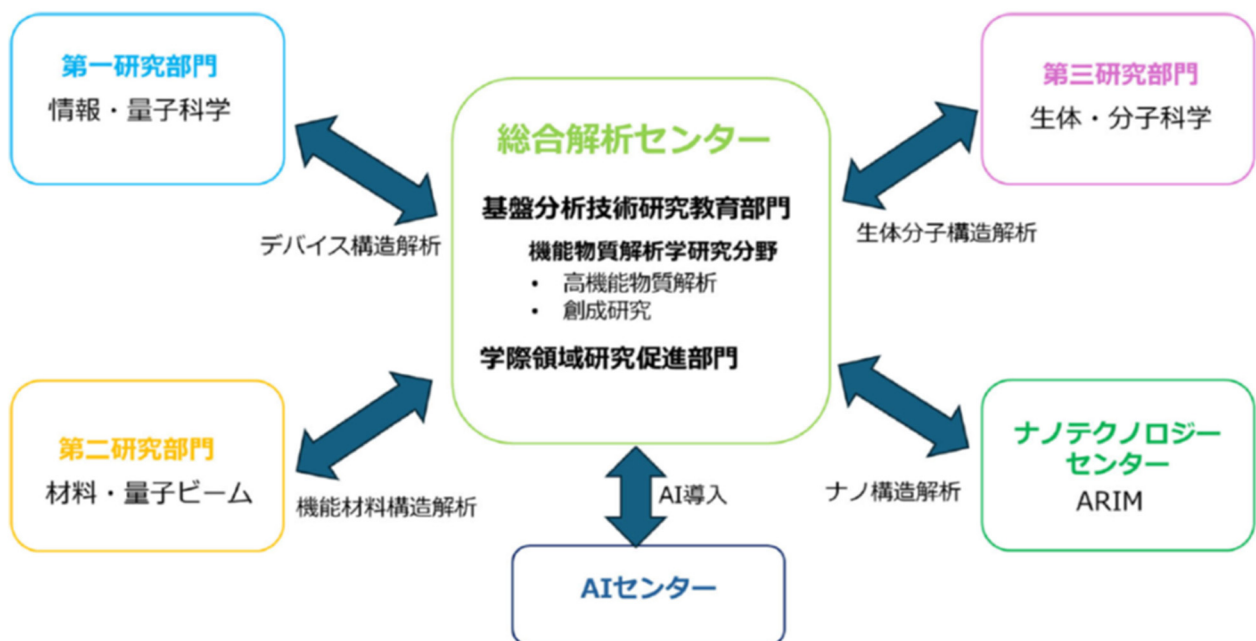 第一研究部門
情報・量子科学
第三研究部門
生体・分子科学
総合解析センター
基盤分析技術研究教育部門
機能物質解析学研究分野
• 高機能物質解析
• 創成研究
学際領域研究促進部門
デバイス構造解析
生体分子構造解析
第二研究部門
材料・量子ビーム
機能材料構造解析
AI導入
ナノ構造解析
ナノテクノロジー
センター
ARIM
AIセンター